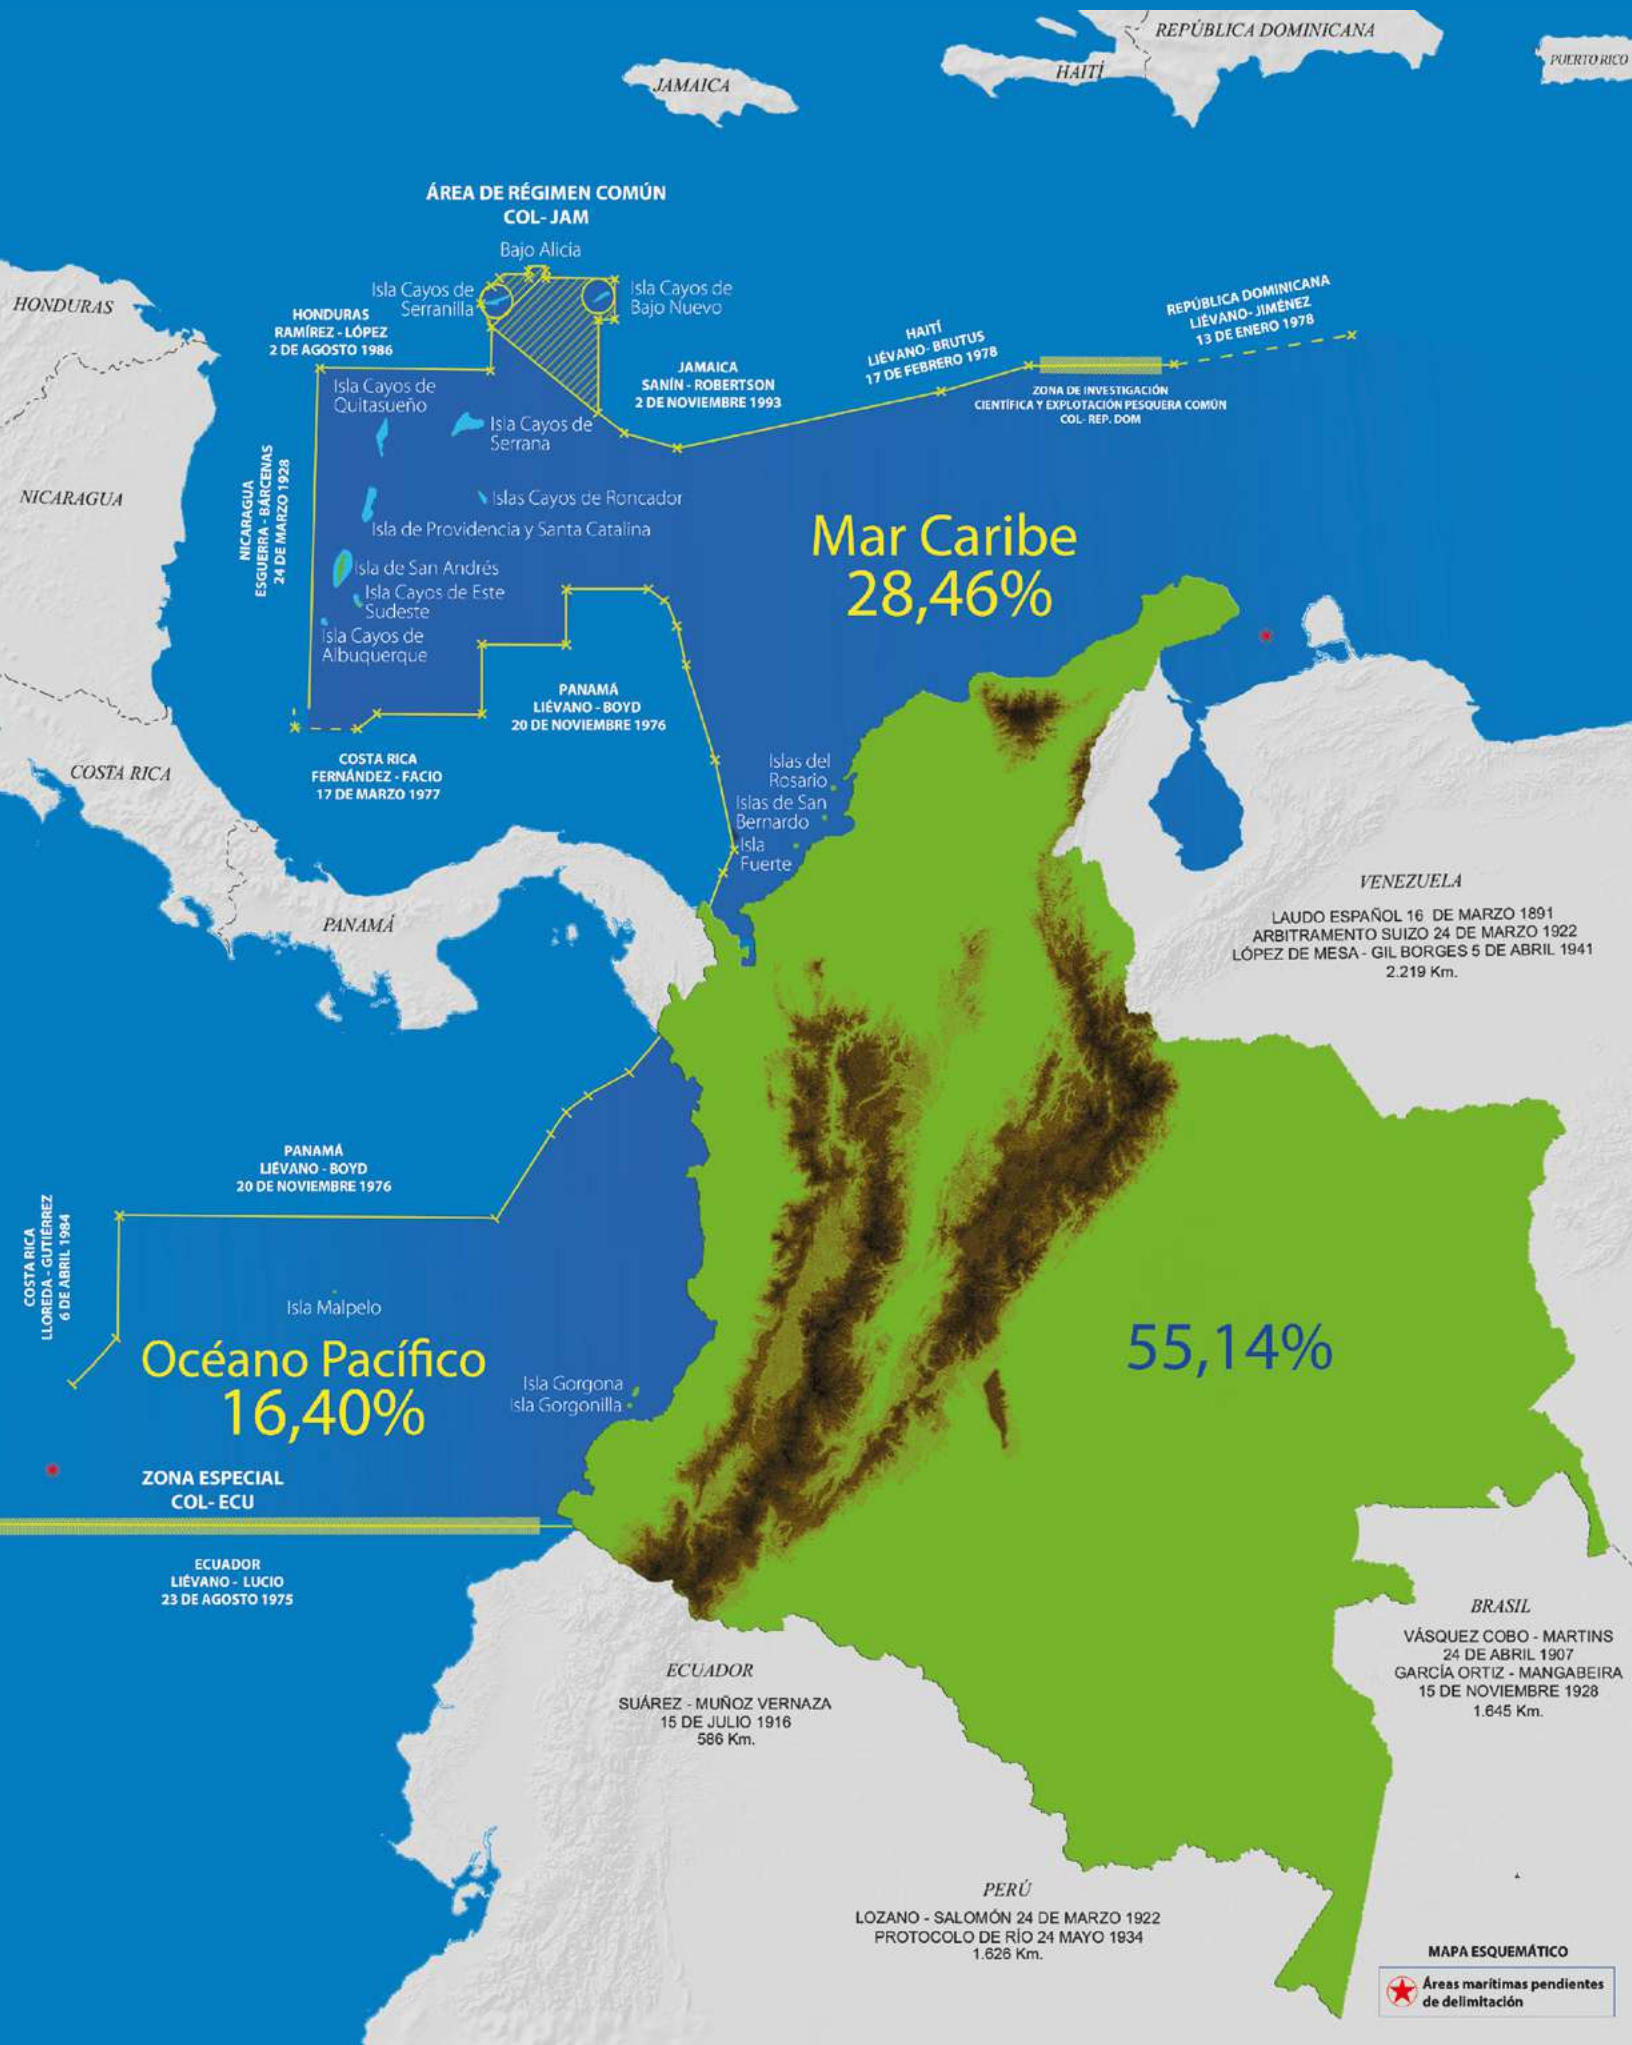 REPÚBLICA DOMINICANA
PUERTO RICO
HAITÍ
JAMAICA
ÁREA DE RÉGIMEN COMÚN
COL- JAM
Bajo Alicia
Isla Cayos de
Serranilla
Isla Cayos de
Bajo Nuevo
HONDURAS
HONDURAS
RAMÍREZ - LÓPEZ
2 DE AGOSTO 1986
JAMAICA
SANÍN - ROBERTSON
2 DE NOVIEMBRE 1993
HAITÍ
LIÉVANO- BRUTUS
17 DE FEBRERO 1978
REPÚBLICA DOMINICANA
LIÉVANO- JIMÉNEZ
13 DE ENERO 1978
ZONA DE INVESTIGACIÓN
CIENTÍFICA Y EXPLOTACIÓN PESQUERA COMÚN
COL- REP. DOM
Isla Cayos de
Quitasueño
Isla Cayos de
Serrana
NICARAGUA
NICARAGUA
ESGUERRA - BÁRCENAS
24 DE MARZO 1928
Islas Cayos de Roncador
Isla de Providencia y Santa Catalina
Isla de San Andrés
Isla Cayos de Este
Sudeste
Isla Cayos de
Albuquerque
Mar Caribe
28,46%
PANAMÁ
LIÉVANO - BOYD
20 DE NOVIEMBRE 1976
COSTA RICA
COSTA RICA
FERNÁNDEZ - FACIO
17 DE MARZO 1977
Islas del
Rosario
Islas de San
Bernardo
Isla
Fuerte
PANAMÁ
VENEZUELA
LAUDO ESPAÑOL 16 DE MARZO 1891
ARBITRAMENTO SUIZO 24 DE MARZO 1922
LÓPEZ DE MESA - GIL BORGES 5 DE ABRIL 1941
2.219 Km.
PANAMÁ
LIÉVANO - BOYD
20 DE NOVIEMBRE 1976
COSTA RICA
LLOREDA - GUTIÉRREZ
6 DE ABRIL 1984
Isla Malpelo
Océano Pacífico
16,40%
Isla Gorgona
Isla Gorgonilla
55,14%
ZONA ESPECIAL
COL- ECU
ECUADOR
LIÉVANO - LUCIO
23 DE AGOSTO 1975
ECUADOR
SUÁREZ - MUÑOZ VERNAZA
15 DE JULIO 1916
586 Km.
BRASIL
VÁSQUEZ COBO - MARTINS
24 DE ABRIL 1907
GARCÍA ORTIZ - MANGABEIRA
15 DE NOVIEMBRE 1928
1.645 Km.
PERÚ
LOZANO - SALOMÓN 24 DE MARZO 1922
PROTOCOLO DE RÍO 24 MAYO 1934
1.626 Km.
MAPA ESQUEMÁTICO
Áreas marítimas pendientes
de delimitación